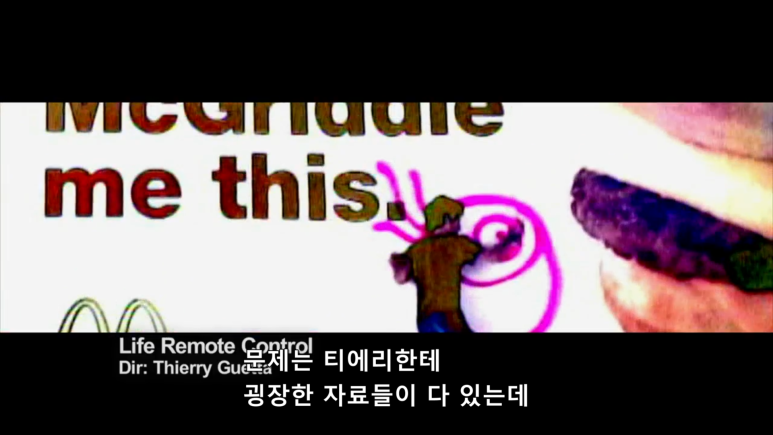 McGriddle
me this.
Life Remote Control
Dir: Thierry Guetta
문제는 티에리한테
굉장한 자료들이 다 있는데